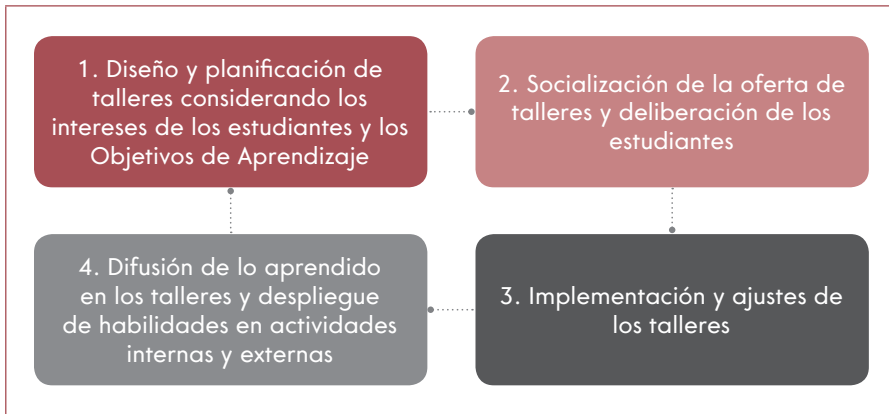 1. Diseño y planificación de
talleres considerando los
intereses de los estudiantes y los
Objetivos de Aprendizaje
2. Socialización de la oferta de
talleres y deliberación de los
estudiantes
3. Implementación y ajustes de
los talleres
4. Difusión de lo aprendido
en los talleres y despliegue
de habilidades en actividades
internas y externas